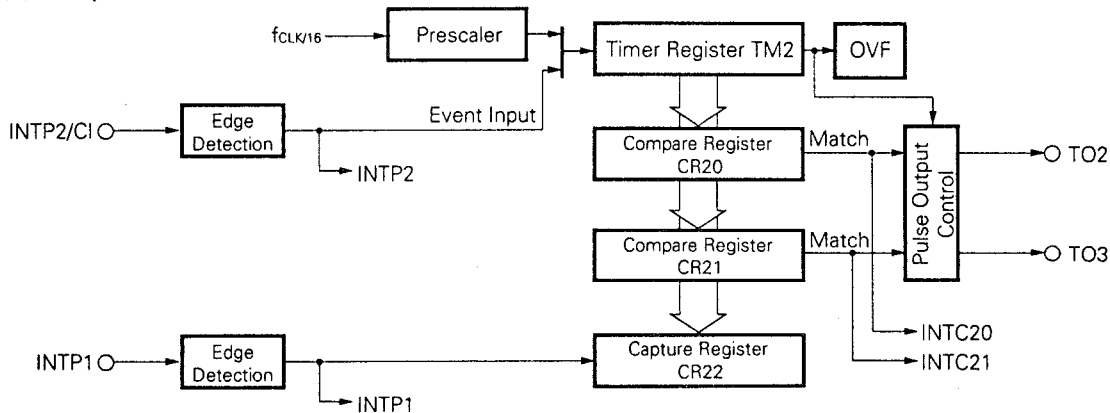 fCLK/16
Prescaler
Timer Register TM2
OVF
INTP2/CI
Edge
Detection
Event Input
INTP2
Compare Register
CR20
Match
Pulse Output
Control
TO2
Compare Register
CR21
Match
TO3
INTC20
INTC21
INTP1
Edge
Detection
Capture Register
CR22
INTP1